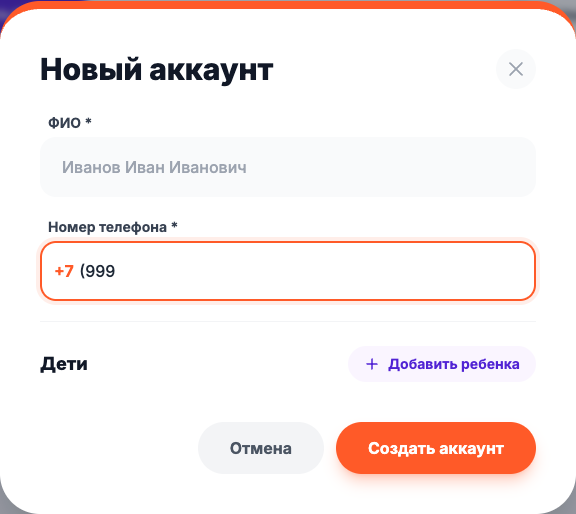 Новый аккаунт
ФИО *
Иванов Иван Иванович
Номер телефона *
+7 (999
Дети
+ Добавить ребенка
Отмена
Создать аккаунт